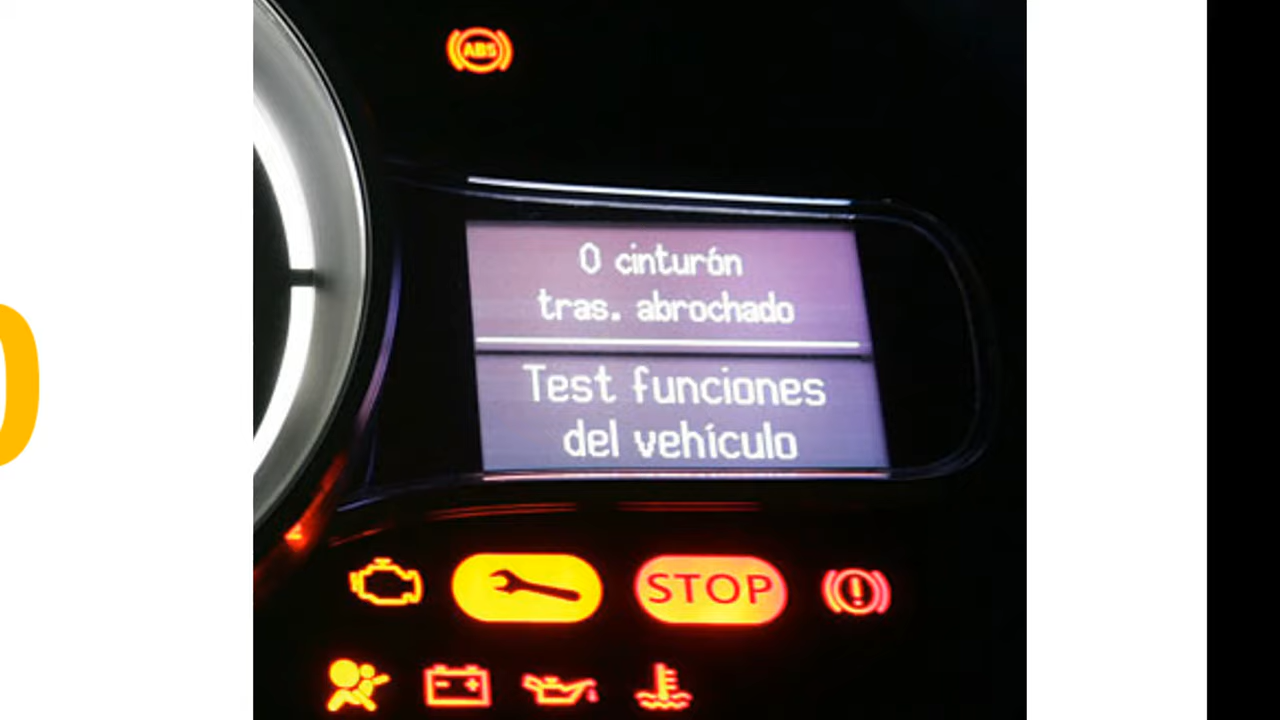 ABS
0 cinturón
tras. abrochado
Test funciones
del vehículo
STOP